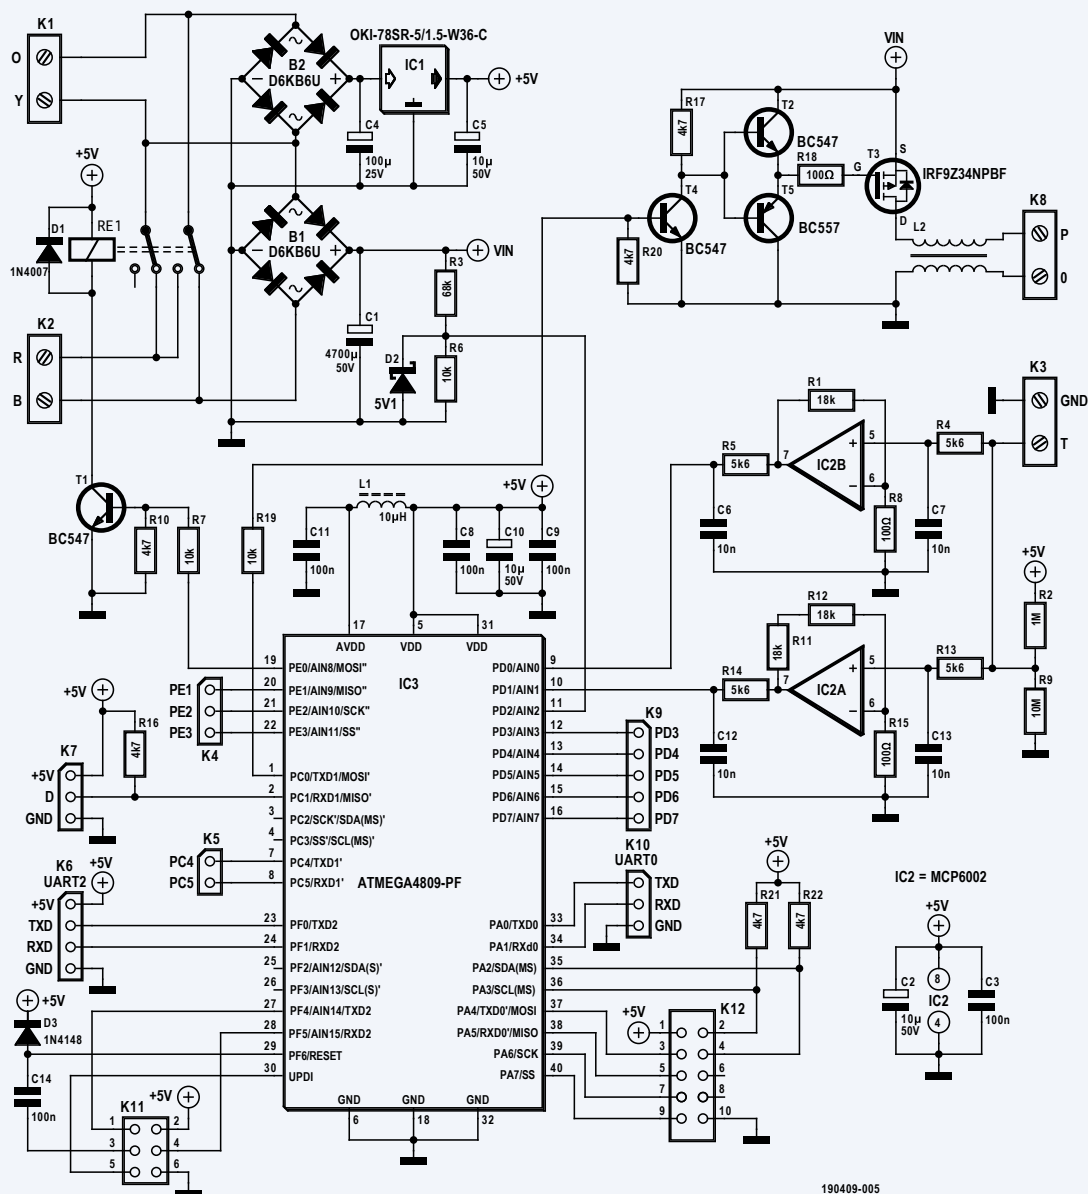 K1
O
Y
B2
D6KB6U
OKI-78SR-5/1.5-W36-C
IC1
+5V
C4
100µ
25V
C5
10µ
50V
VIN
R17
4k7
T2
BC547
R18
100Ω
G
T3
S
D
IRF9Z34NPBF
T4
BC547
T5
BC557
R20
4k7
L2
K8
P
0
+5V
D1
1N4007
RE1
B1
D6KB6U
VIN
R3
68k
C1
4700µ
50V
D2
5V1
R6
10k
K2
R
B
K3
GND
T
R1
18k
R4
5k6
R5
5k6
7
IC2B
5
6
R8
100Ω
C6
10n
C7
10n
T1
BC547
R10
4k7
R7
10k
R19
10k
L1
10µH
+5V
C11
100n
C8
100n
C10
10µ
50V
C9
100n
+5V
R2
1M
R9
10M
R12
18k
R11
18k
R13
5k6
R14
5k6
7
IC2A
5
6
R15
100Ω
C12
10n
C13
10n
17
5
31
AVDD
VDD
VDD
IC3
ATMEGA4809-PF
19 PE0/AIN8/MOSI"
20 PE1/AIN9/MISO"
21 PE2/AIN10/SCK"
22 PE3/AIN11/SS"
1 PC0/TXD1/MOSI'
2 PC1/RXD1/MISO'
3 PC2/SCK'/SDA(MS)'
4 PC3/SS'/SCL(MS)'
7 PC4/TXD1'
8 PC5/RXD1'
23 PF0/TXD2
24 PF1/RXD2
25 PF2/AIN12/SDA(S)'
26 PF3/AIN13/SCL(S)'
27 PF4/AIN14/TXD2
28 PF5/AIN15/RXD2
29 PF6/RESET
30 UPDI
PD0/AIN0 9
PD1/AIN1 10
PD2/AIN2 11
PD3/AIN3 12
PD4/AIN4 13
PD5/AIN5 14
PD6/AIN6 15
PD7/AIN7 16
PA0/TXD0 33
PA1/RXd0 34
PA2/SDA(MS) 35
PA3/SCL(MS) 36
PA4/TXD0'/MOSI 37
PA5/RXD0'/MISO 38
PA6/SCK 39
PA7/SS 40
GND
GND
GND
6
18
32
PE1
PE2
PE3
K4
+5V
R16
4k7
K7
+5V
D
GND
K5
PC4
PC5
K6
UART2
+5V
+5V
TXD
RXD
GND
+5V
D3
1N4148
C14
100n
K11
+5V
1
2
3
4
5
6
K9
PD3
PD4
PD5
PD6
PD7
K10
UART0
TXD
RXD
GND
+5V
R21
4k7
R22
4k7
K12
+5V
1
2
3
4
5
6
7
8
9
10
IC2 = MCP6002
+5V
C2
10µ
50V
8
IC2
4
C3
100n
190409-005